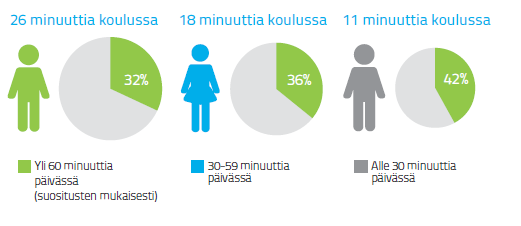 26 minuuttia koulussa
18 minuuttia koulussa
11 minuuttia koulussa
32%
36%
42%
Yli 60 minuuttia
päivässä
(suositusten mukaisesti)
30-59 minuuttia
päivässä
Alle 30 minuuttia
päivässä